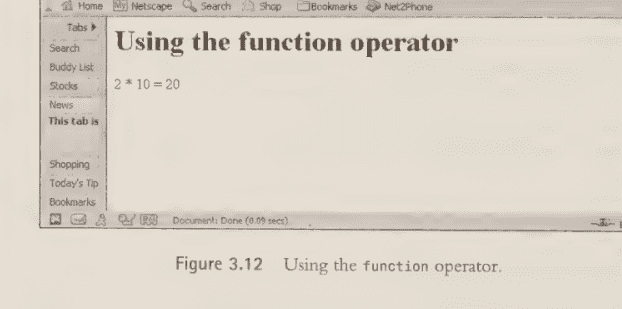 Home My Netscape Search Shop Bookmarks Net2Phone
Tabs
Search
Buddy List
Stocks
News
This tab is
Shopping
Today's Tip
Bookmarks
Using the function operator
2 * 10 = 20
Document: Done (0.09 secs)
Figure 3.12 Using the function operator.